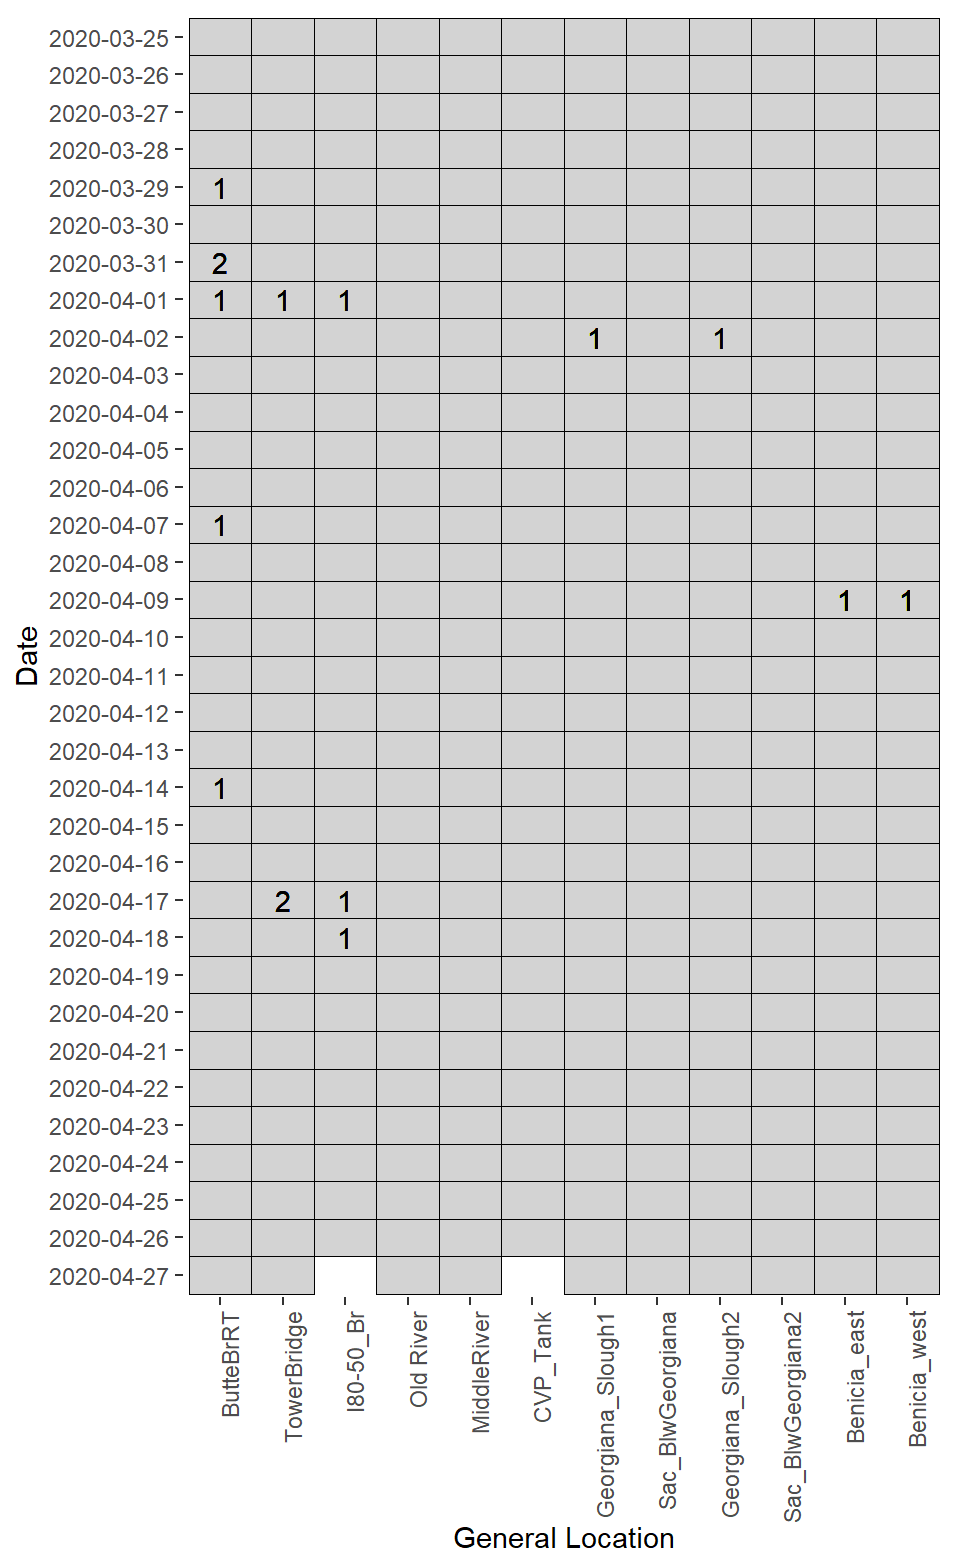 2020-03-25
2020-03-26
2020-03-27
2020-03-28
2020-03-29 1
2020-03-30
2020-03-31 2
2020-04-01 1 1 1
2020-04-02 1 1
2020-04-03
2020-04-04
2020-04-05
2020-04-06
2020-04-07 1
2020-04-08
2020-04-09 1 1
2020-04-10
2020-04-11
2020-04-12
2020-04-13
2020-04-14 1
2020-04-15
2020-04-16
2020-04-17 2 1
2020-04-18 1
2020-04-19
2020-04-20
2020-04-21
2020-04-22
2020-04-23
2020-04-24
2020-04-25
2020-04-26
2020-04-27
Date
ButteBrRT
TowerBridge
I80-50_Br
Old River
MiddleRiver
CVP_Tank
Georgiana_Slough1
Sac_BlwGeorgiana
Georgiana_Slough2
Sac_BlwGeorgiana2
Benicia_east
Benicia_west
General Location